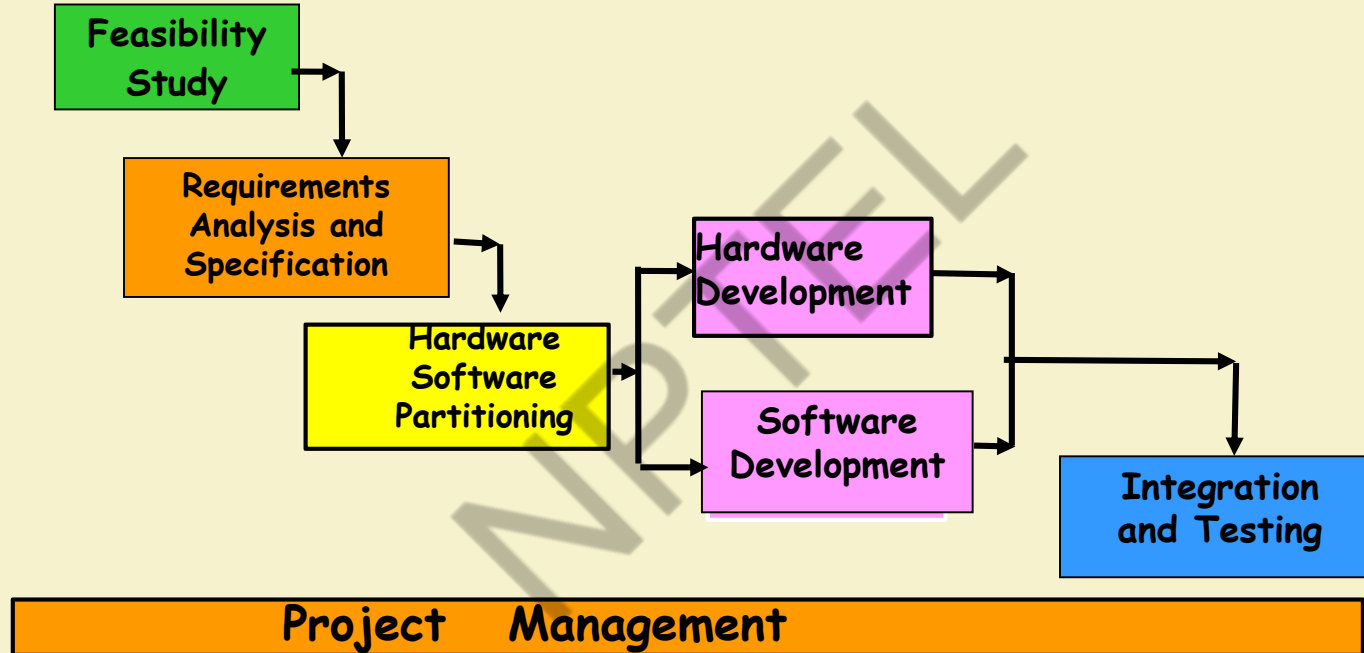 Feasibility
Study
Requirements
Analysis and
Specification
Hardware
Software
Partitioning
Hardware
Development
Software
Development
Integration
and Testing
Project Management
NPTEL